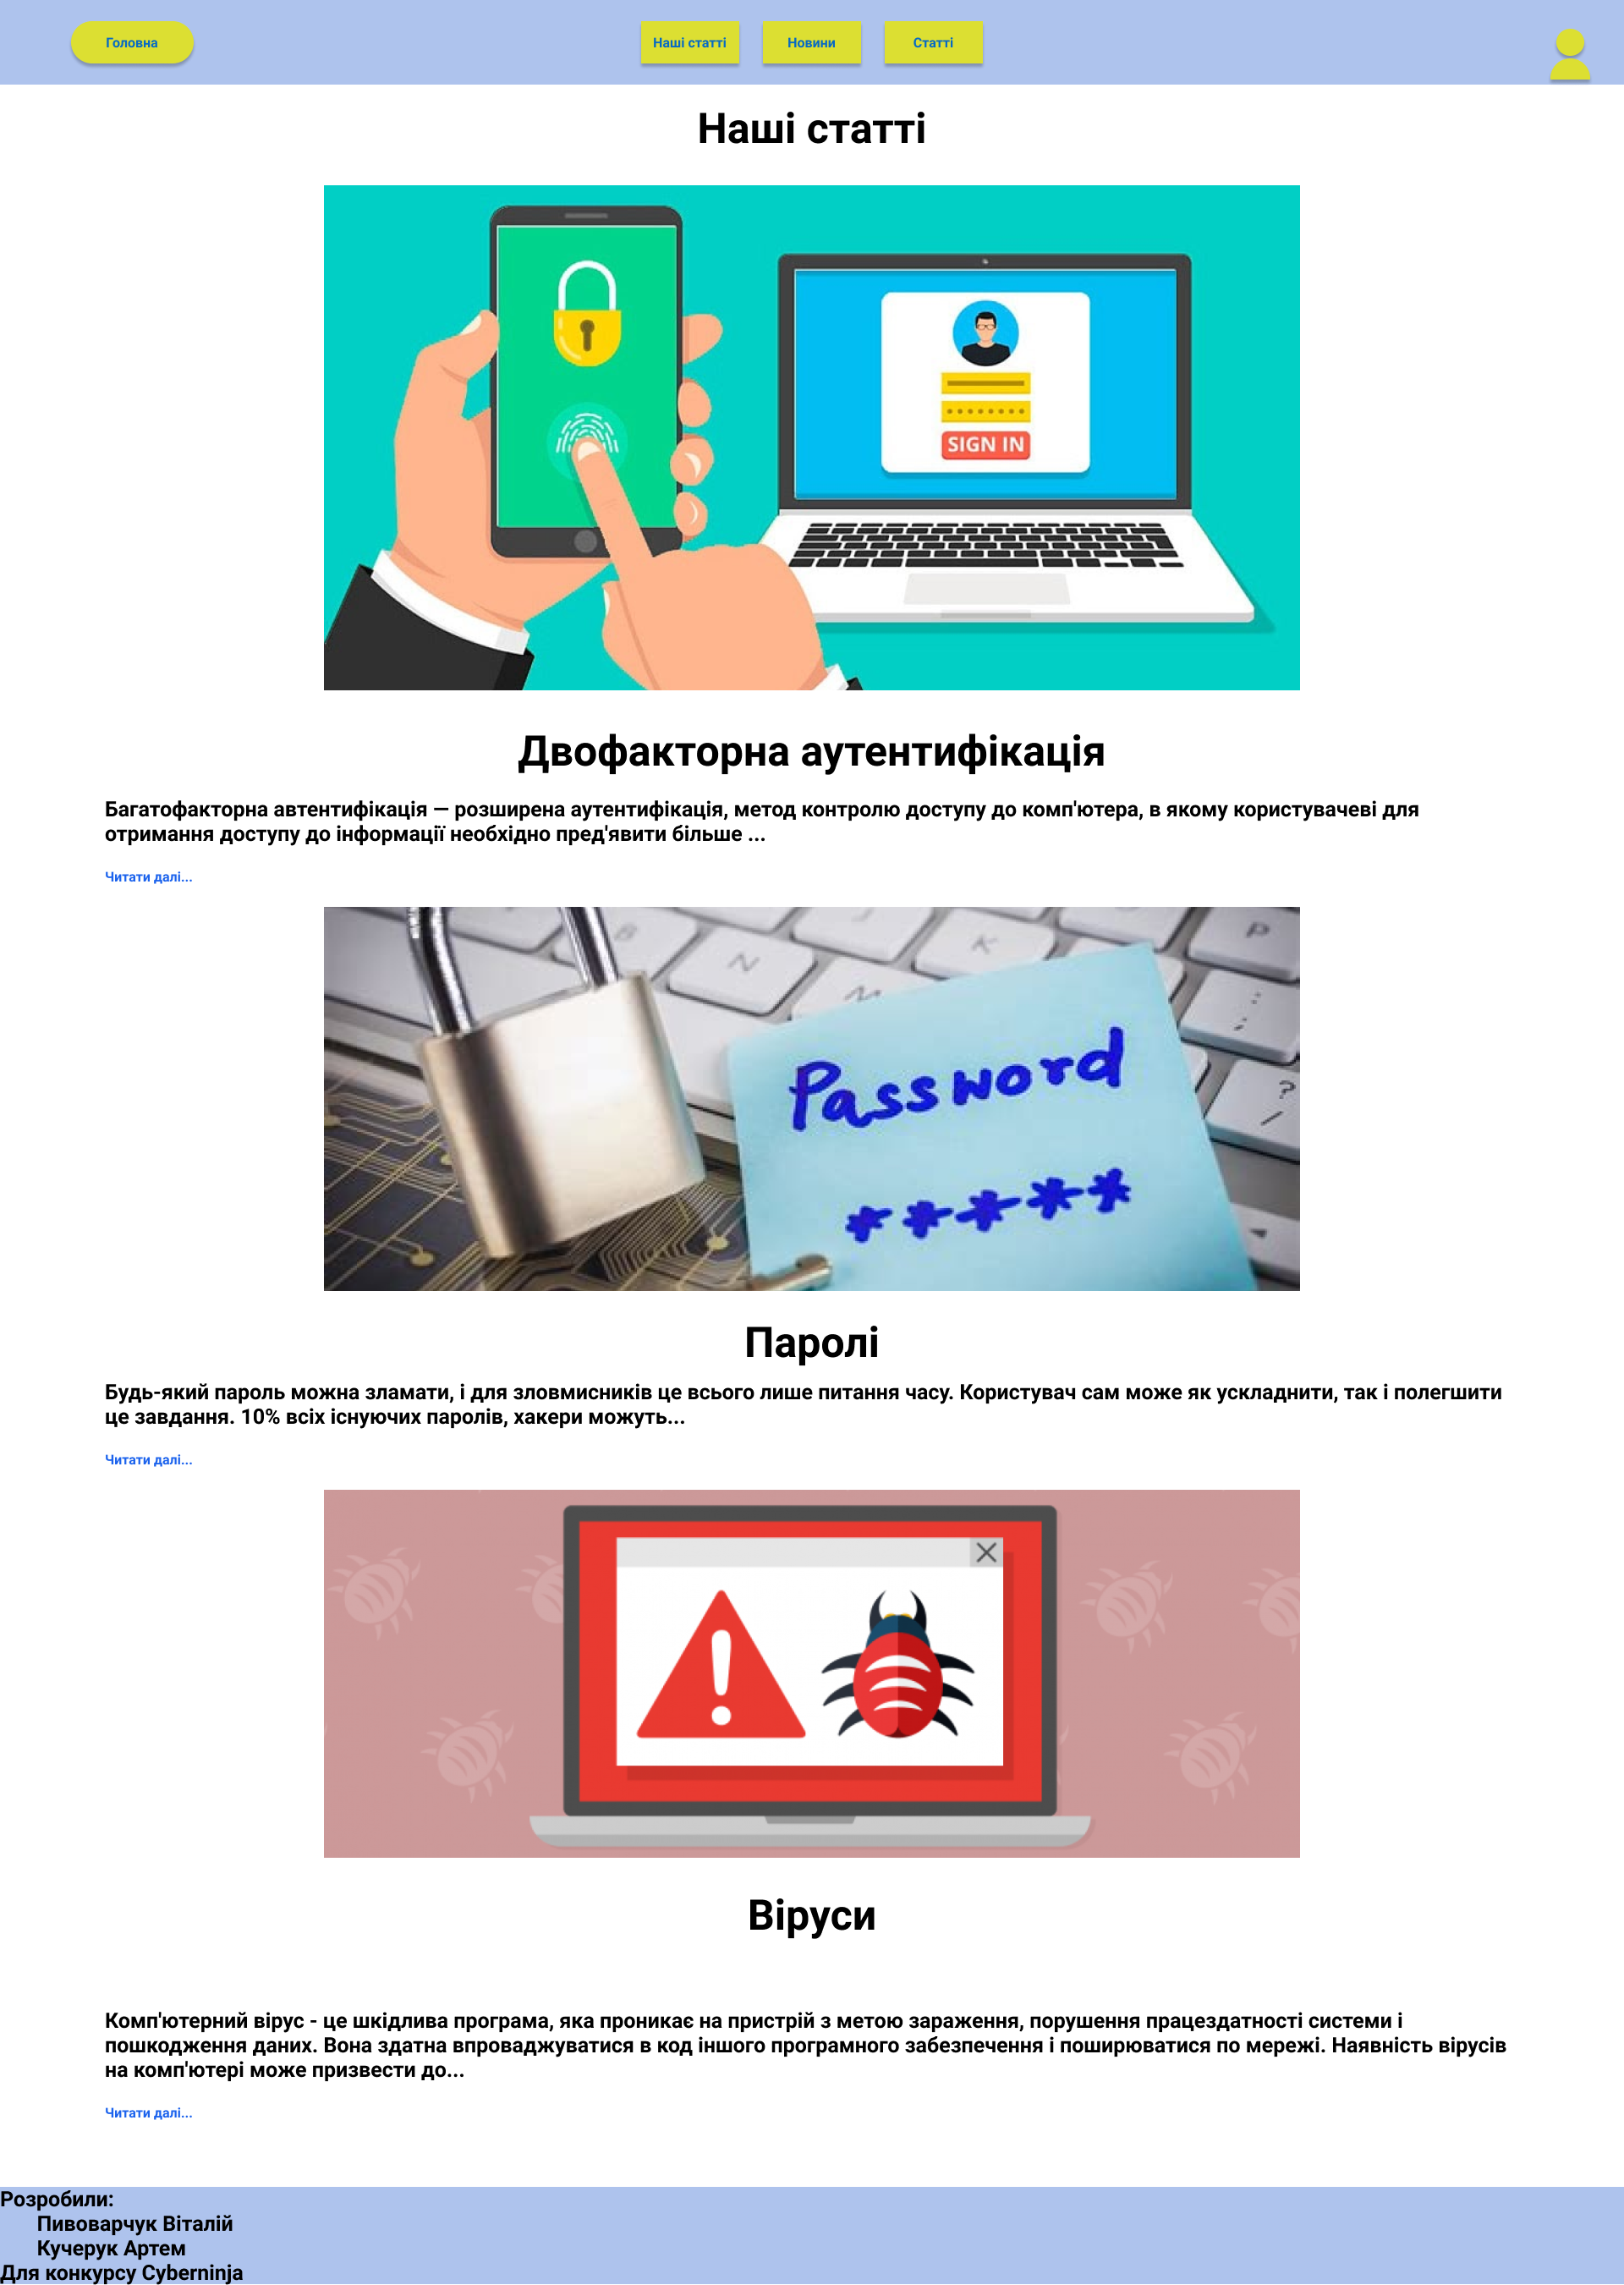 Головна
Наші статті
Новини
Статті
Наші статті
SIGN IN
Двофакторна аутентифікація
Багатофакторна автентифікація — розширена аутентифікація, метод контролю доступу до комп'ютера, в якому користувачеві для
отримання доступу до інформації необхідно пред'явити більше ...
Читати далі...
B
J
P
N
K
M
?
/
Password
*****
Паролі
Будь-який пароль можна зламати, і для зловмисників це всього лише питання часу. Користувач сам може як ускладнити, так і полегшити
це завдання. 10% всіх існуючих паролів, хакери можуть...
Читати далі...
Віруси
Комп'ютерний вірус - це шкідлива програма, яка проникає на пристрій з метою зараження, порушення працездатності системи і
пошкодження даних. Вона здатна впроваджуватися в код іншого програмного забезпечення і поширюватися по мережі. Наявність вірусів
на комп'ютері може призвести до...
Читати далі...
Розробили:
Пивоварчук Віталій
Кучерук Артем
Для конкурсу Cyberninja